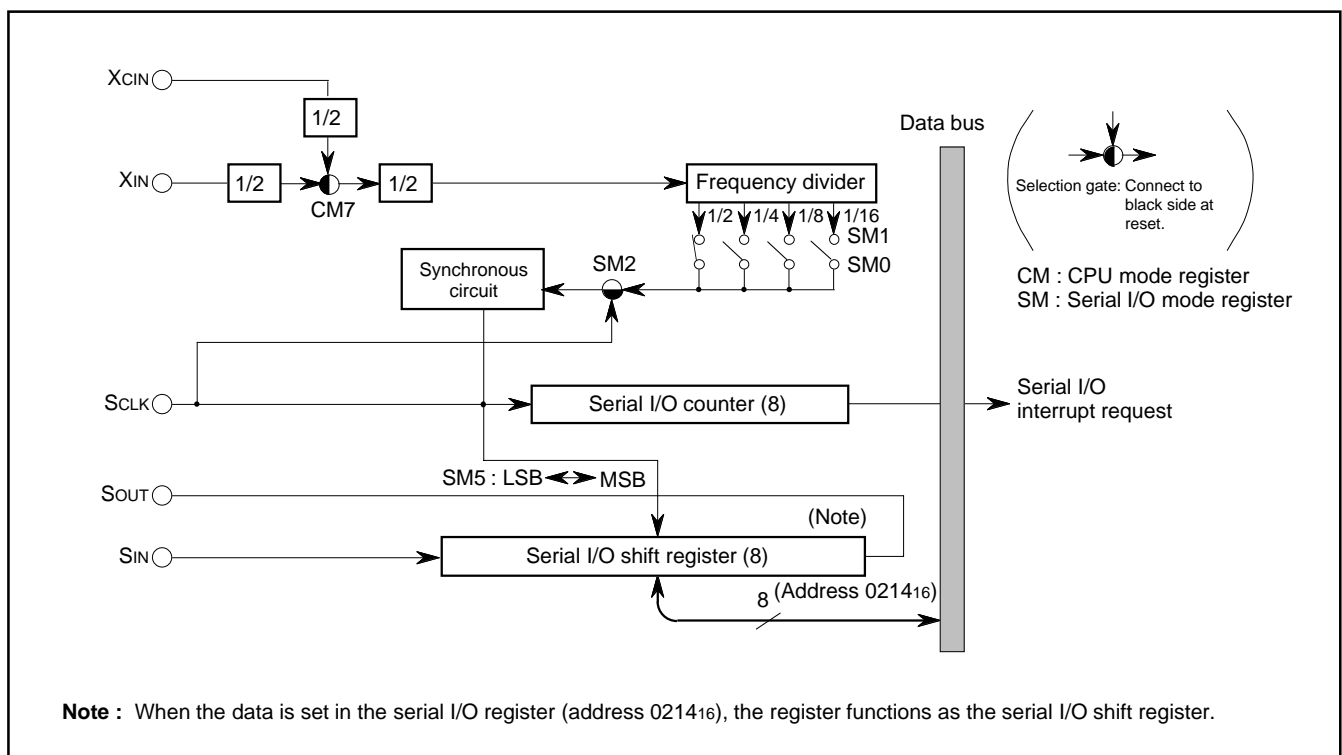 XCIN
1/2
Data bus
XIN
1/2
1/2
CM7
Frequency divider
1/2
1/4
1/8
1/16
SM1
SM0
Selection gate: Connect to
black side at
reset.
Synchronous
circuit
SM2
CM : CPU mode register
SM : Serial I/O mode register
SCLK
Serial I/O counter (8)
Serial I/O
interrupt request
SM5 : LSB
MSB
SOUT
(Note)
SIN
Serial I/O shift register (8)
8
(Address 021416)
Note : When the data is set in the serial I/O register (address 021416), the register functions as the serial I/O shift register.